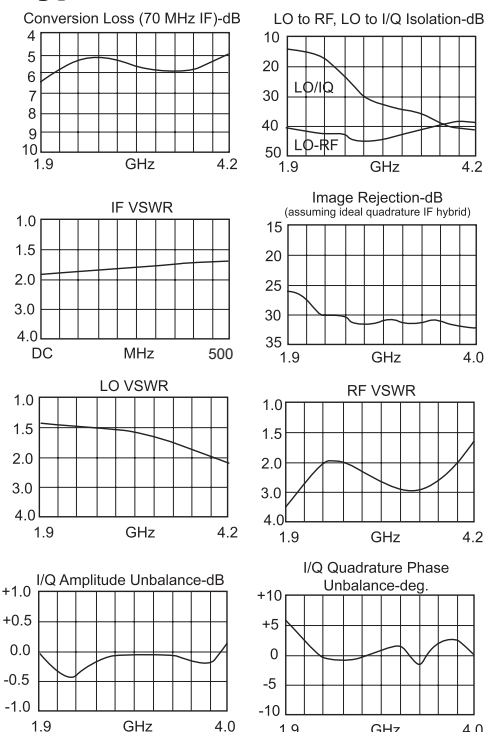 Conversion Loss (70 MHz IF)-dB
4
5
6
7
8
9
10
1.9 GHz 4.2
LO to RF, LO to I/Q Isolation-dB
10
20
30
40
50
LO/IQ
LO-RF
1.9 GHz 4.2
IF VSWR
1.0
1.5
2.0
3.0
4.0
DC MHz 500
Image Rejection-dB
(assuming ideal quadrature IF hybrid)
15
20
25
30
35
1.9 GHz 4.0
LO VSWR
1.0
1.5
2.0
3.0
4.0
1.9 GHz 4.2
RF VSWR
1.0
1.5
2.0
3.0
4.0
1.9 GHz 4.2
I/Q Amplitude Unbalance-dB
+1.0
+0.5
0.0
-0.5
-1.0
1.9 GHz 4.0
I/Q Quadrature Phase
Unbalance-deg.
+10
+5
0
-5
-10
1.9 GHz 4.0